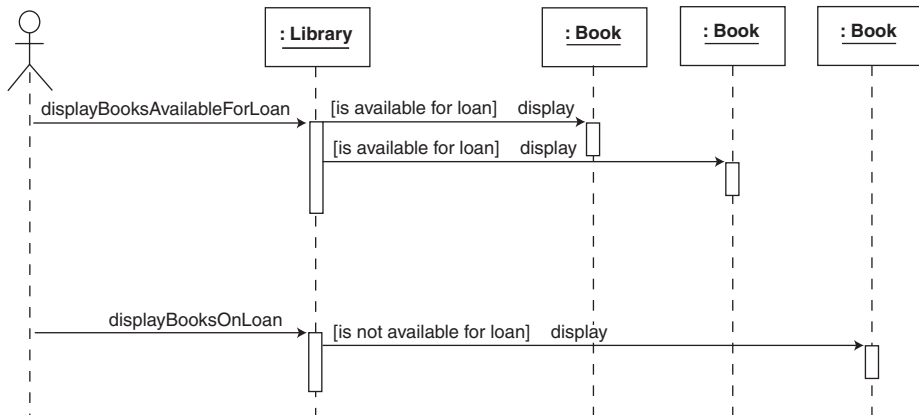 : Library
: Book
: Book
: Book
displayBooksAvailableForLoan
[is available for loan] display
[is available for loan] display
displayBooksOnLoan
[is not available for loan] display